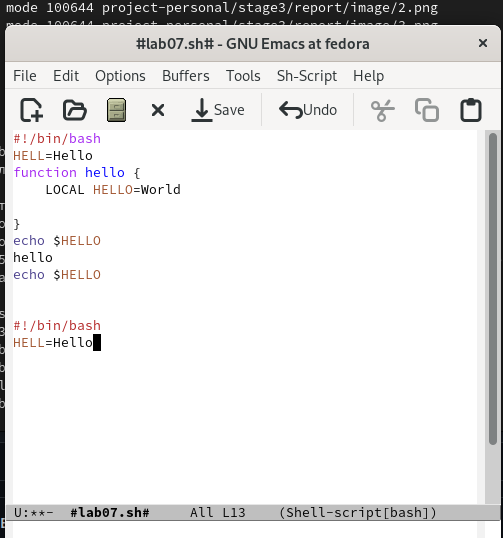 mode 100644 project-personal/stage3/report/image/2.png
mode 100644 project-personal/stage3/report/image/3.png
#lab07.sh# - GNU Emacs at fedora
File Edit Options Buffers Tools Sh-Script Help
Save Undo
#!/bin/bash
HELL=Hello
function hello {
    LOCAL HELLO=World
}
echo $HELLO
hello
echo $HELLO
#!/bin/bash
HELL=Hello
U:**- #lab07.sh# All L13 (Shell-script[bash])